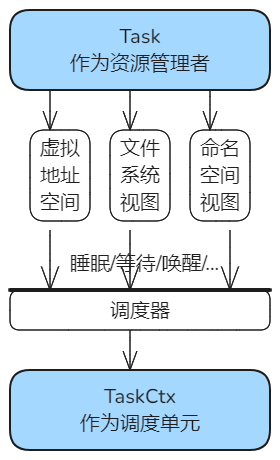 Task
作为资源管理者
虚拟 文件 命名
地址 系统 空间
空间 视图 视图
睡眠/等待/唤醒/...
调度器
TaskCtx
作为调度单元